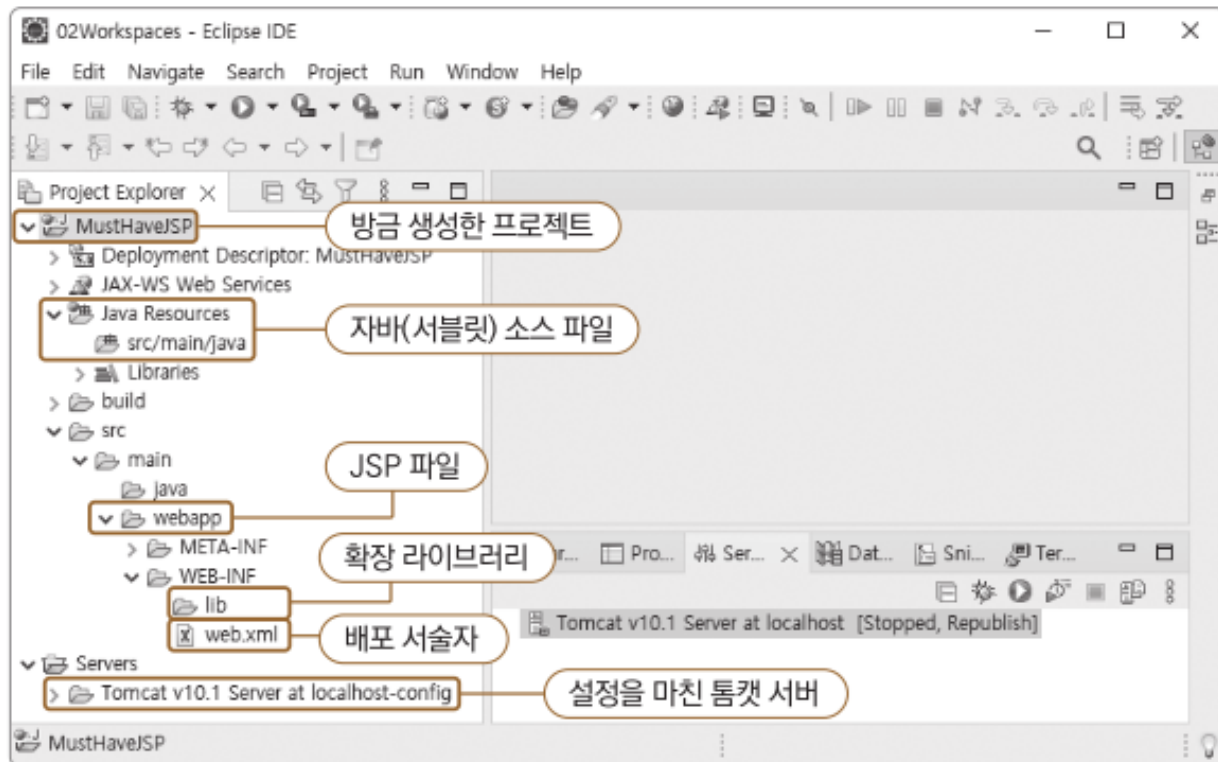 02Workspaces - Eclipse IDE
File Edit Navigate Search Project Run Window Help
Project Explorer
MustHaveJSP
방금 생성한 프로젝트
Deployment Descriptor: MustHaveJSP
JAX-WS Web Services
Java Resources
자바(서블릿) 소스 파일
src/main/java
Libraries
build
src
main
JSP 파일
java
webapp
META-INF
확장 라이브러리
WEB-INF
lib
web.xml
배포 서술자
r... Pro... Ser... Dat... Sni... Ter...
Tomcat v10.1 Server at localhost [Stopped, Republish]
Servers
Tomcat v10.1 Server at localhost-config
설정을 마친 톰캣 서버
MustHaveJSP